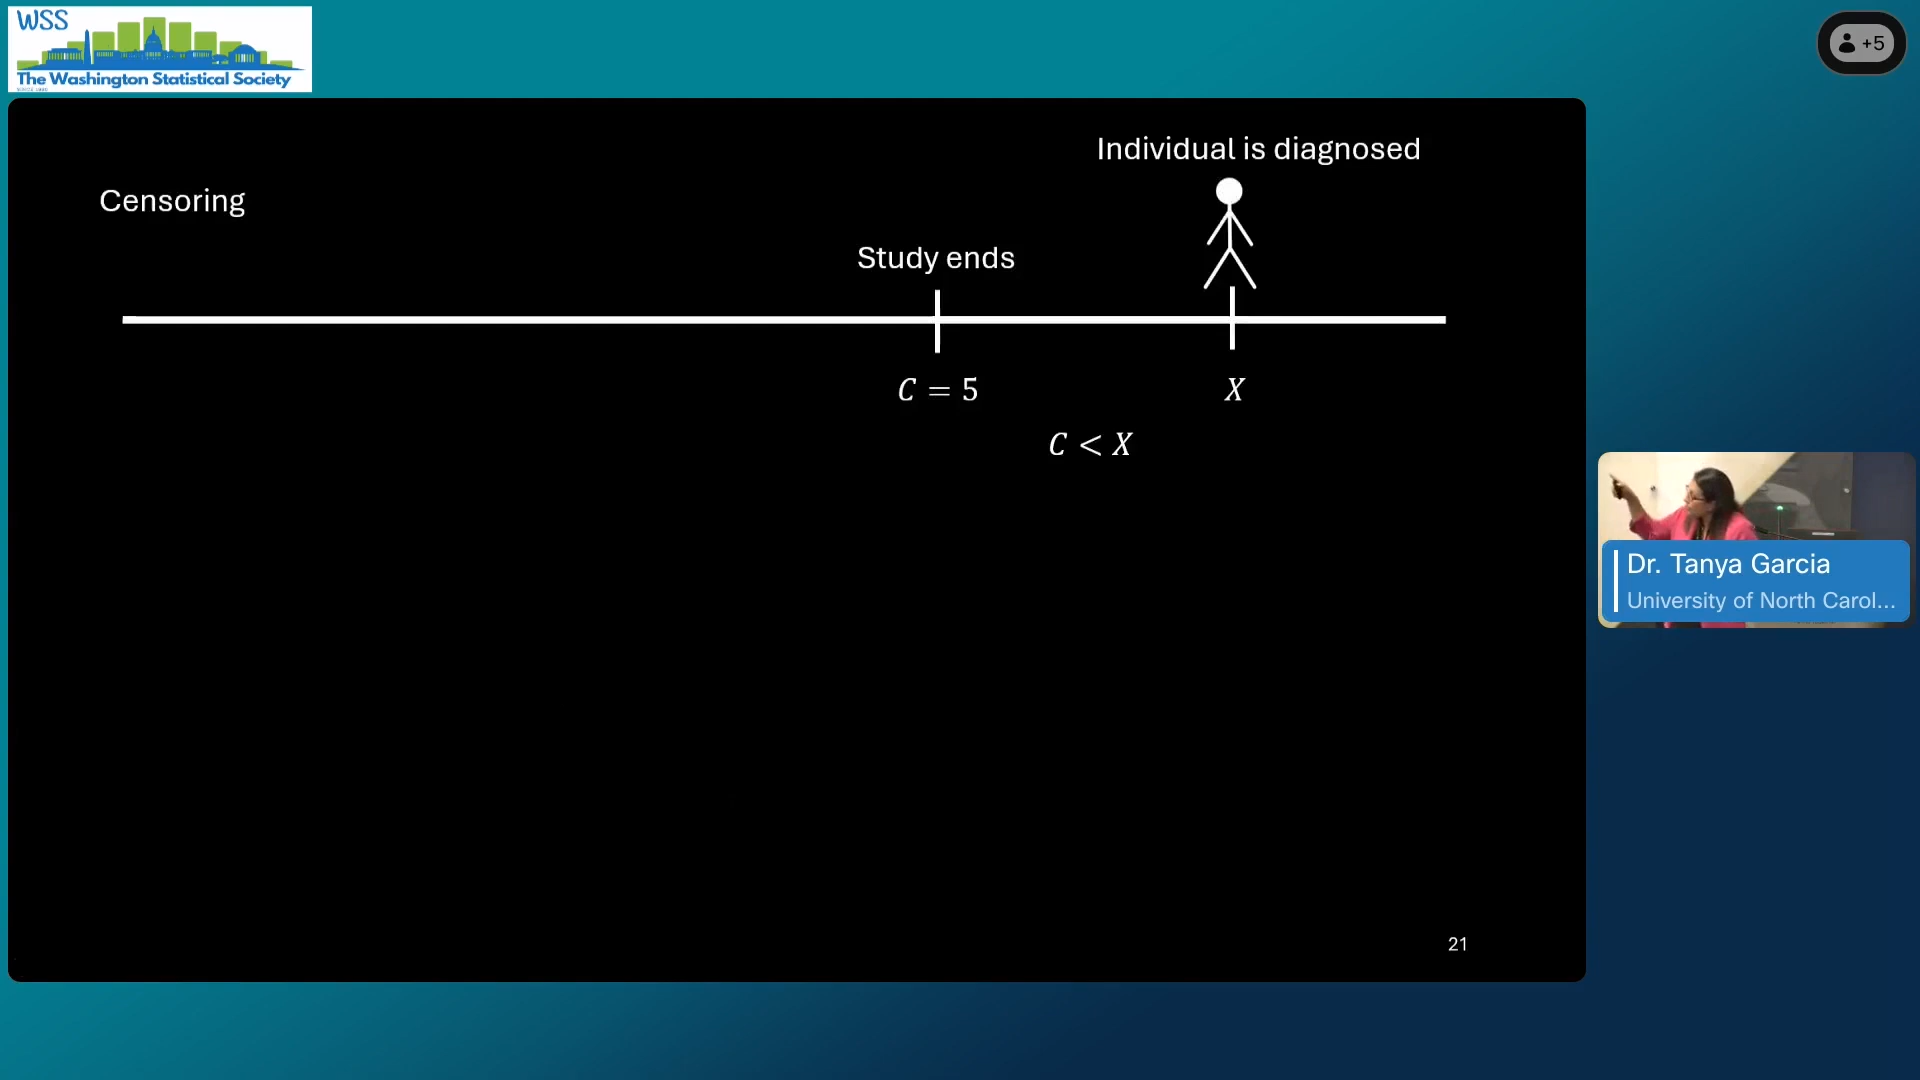 WSS
The Washington Statistical Society
+5
Individual is diagnosed
Censoring
Study ends
C = 5
X
C < X
Dr. Tanya Garcia
University of North Carol...
21